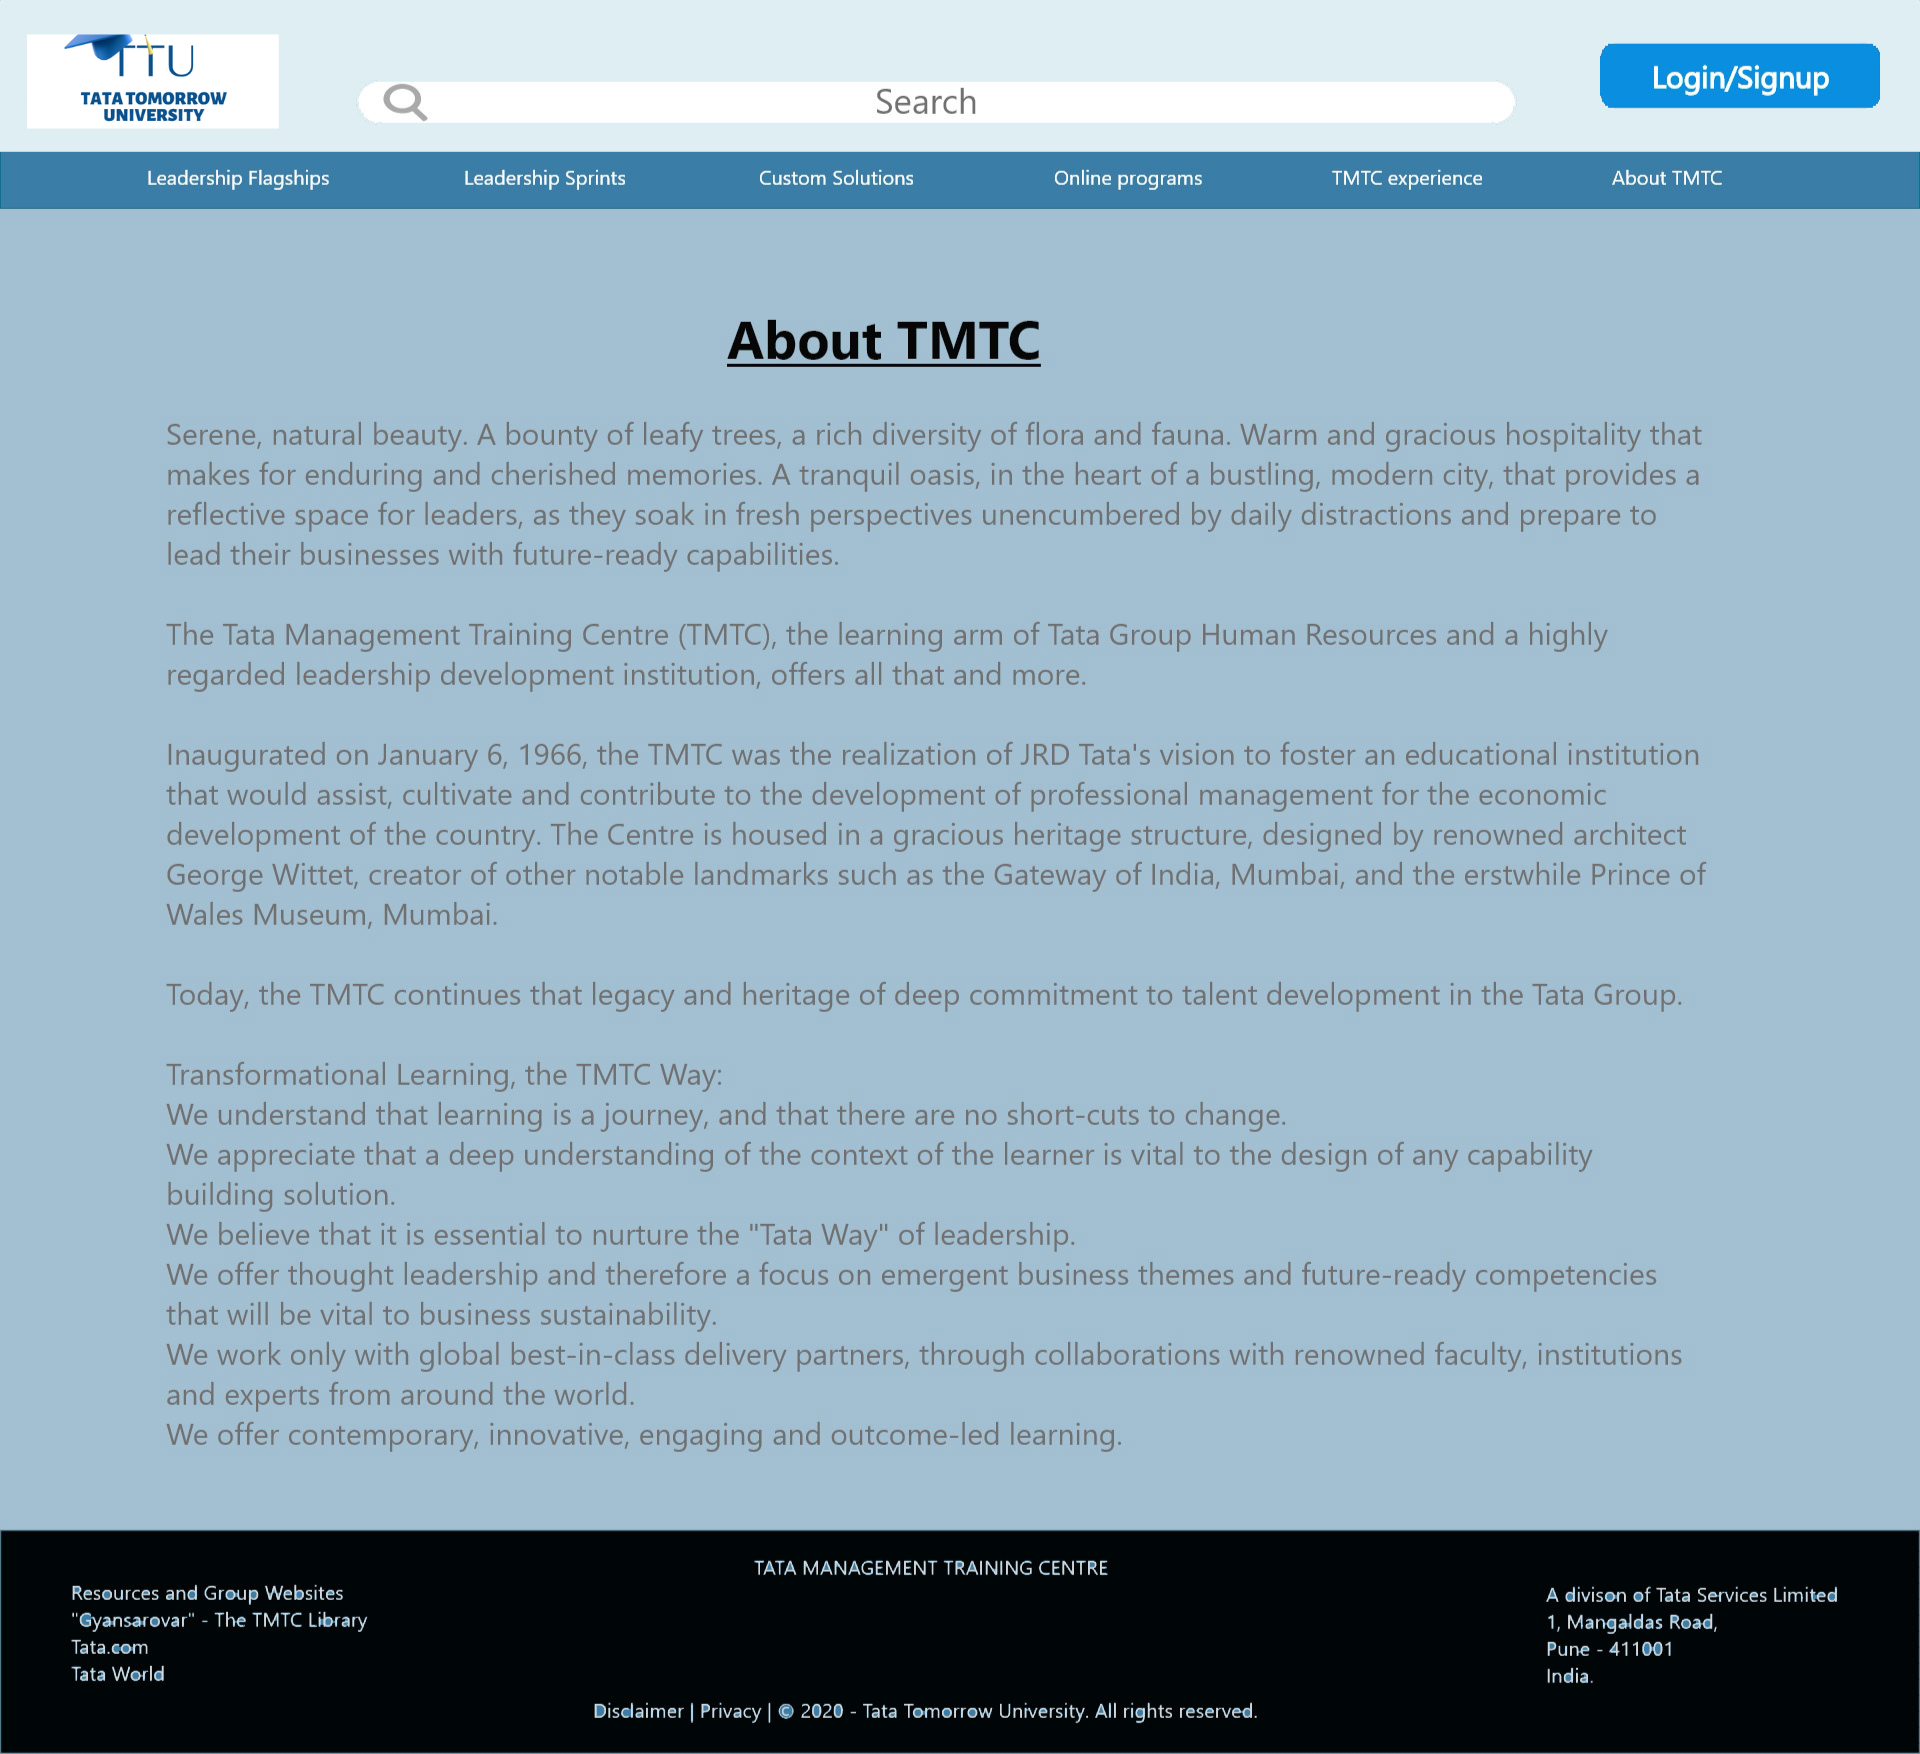 TTU
TATA TOMORROW
UNIVERSITY
Search
Login/Signup
Leadership Flagships
Leadership Sprints
Custom Solutions
Online programs
TMTC experience
About TMTC
About TMTC
Serene, natural beauty. A bounty of leafy trees, a rich diversity of flora and fauna. Warm and gracious hospitality that
makes for enduring and cherished memories. A tranquil oasis, in the heart of a bustling, modern city, that provides a
reflective space for leaders, as they soak in fresh perspectives unencumbered by daily distractions and prepare to
lead their businesses with future-ready capabilities.
The Tata Management Training Centre (TMTC), the learning arm of Tata Group Human Resources and a highly
regarded leadership development institution, offers all that and more.
Inaugurated on January 6, 1966, the TMTC was the realization of JRD Tata's vision to foster an educational institution
that would assist, cultivate and contribute to the development of professional management for the economic
development of the country. The Centre is housed in a gracious heritage structure, designed by renowned architect
George Wittet, creator of other notable landmarks such as the Gateway of India, Mumbai, and the erstwhile Prince of
Wales Museum, Mumbai.
Today, the TMTC continues that legacy and heritage of deep commitment to talent development in the Tata Group.
Transformational Learning, the TMTC Way:
We understand that learning is a journey, and that there are no short-cuts to change.
We appreciate that a deep understanding of the context of the learner is vital to the design of any capability
building solution.
We believe that it is essential to nurture the "Tata Way" of leadership.
We offer thought leadership and therefore a focus on emergent business themes and future-ready competencies
that will be vital to business sustainability.
We work only with global best-in-class delivery partners, through collaborations with renowned faculty, institutions
and experts from around the world.
We offer contemporary, innovative, engaging and outcome-led learning.
TATA MANAGEMENT TRAINING CENTRE
Resources and Group Websites
"Gyansarovar" - The TMTC Library
Tata.com
Tata World
A divison of Tata Services Limited
1, Mangaldas Road,
Pune - 411001
India.
Disclaimer | Privacy | © 2020 - Tata Tomorrow University. All rights reserved.